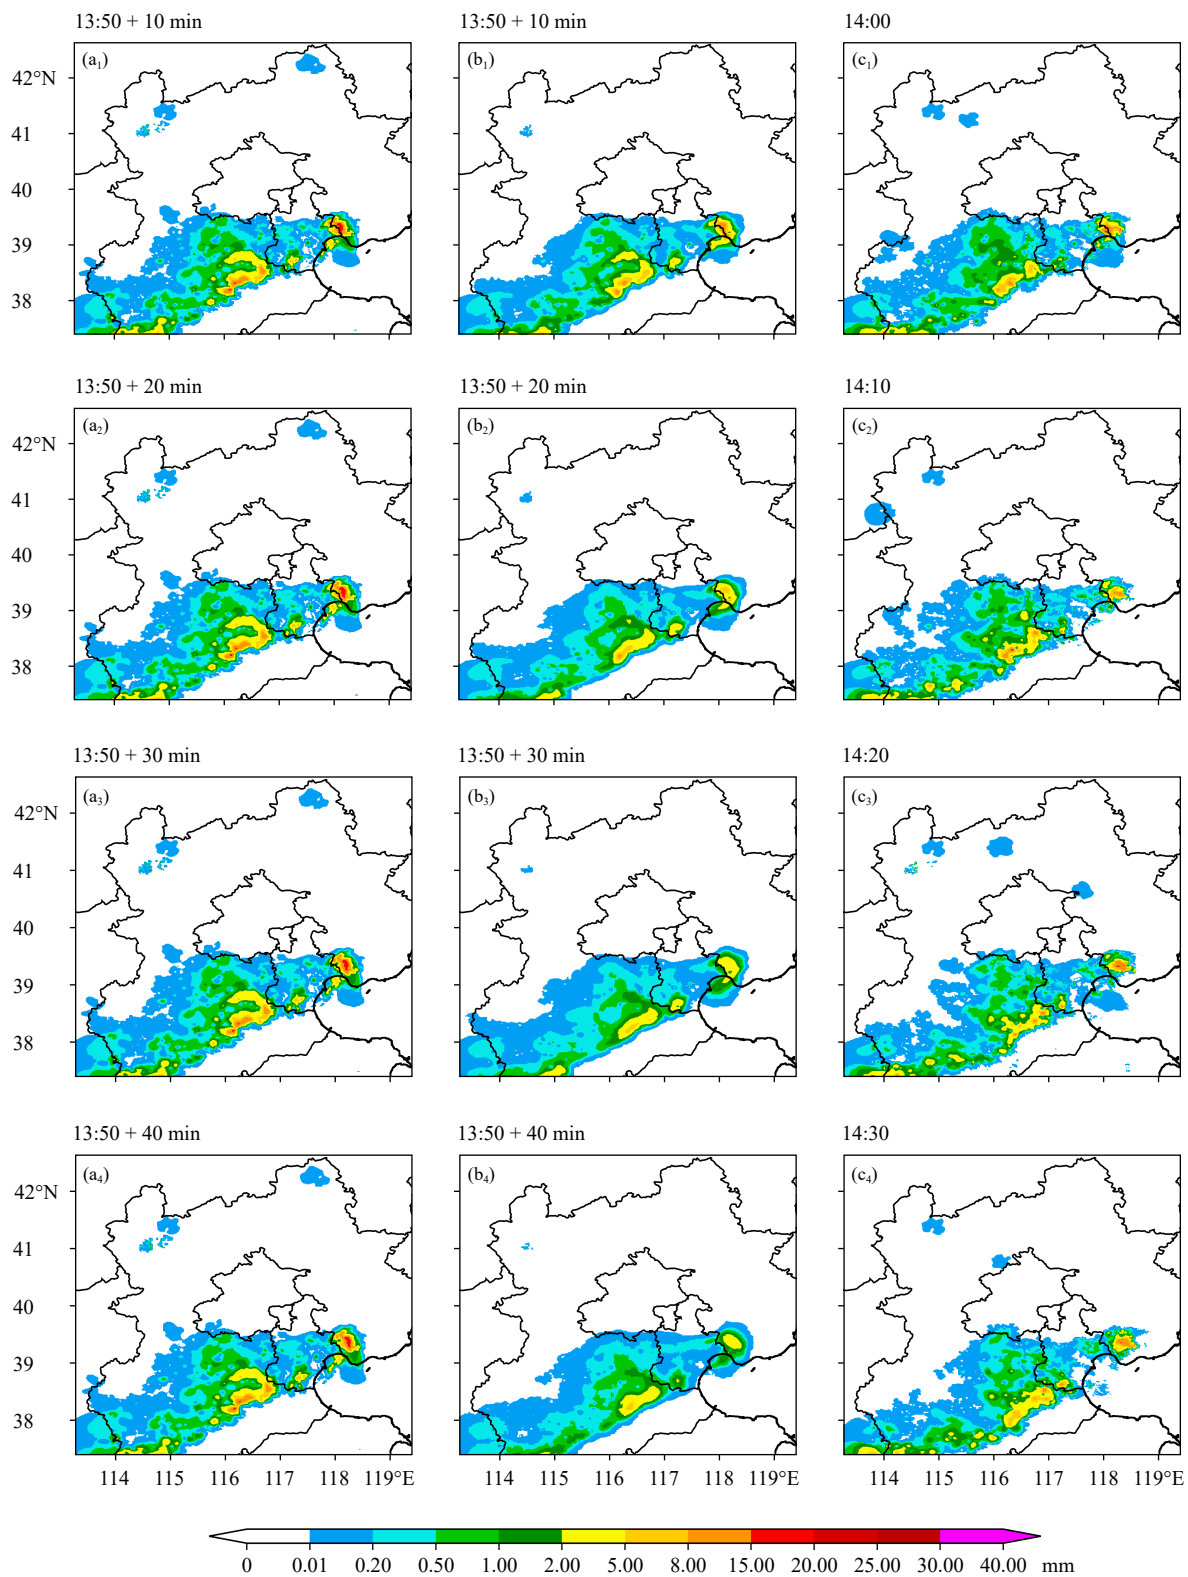 13:50 + 10 min 13:50 + 10 min 14:00
(a1) (b1) (c1)
42°N
41
40
39
38
13:50 + 20 min 13:50 + 20 min 14:10
(a2) (b2) (c2)
42°N
41
40
39
38
13:50 + 30 min 13:50 + 30 min 14:20
(a3) (b3) (c3)
42°N
41
40
39
38
13:50 + 40 min 13:50 + 40 min 14:30
(a4) (b4) (c4)
42°N
41
40
39
38
114 115 116 117 118 119°E 114 115 116 117 118 119°E 114 115 116 117 118 119°E
0 0.01 0.20 0.50 1.00 2.00 5.00 8.00 15.00 20.00 25.00 30.00 40.00 mm